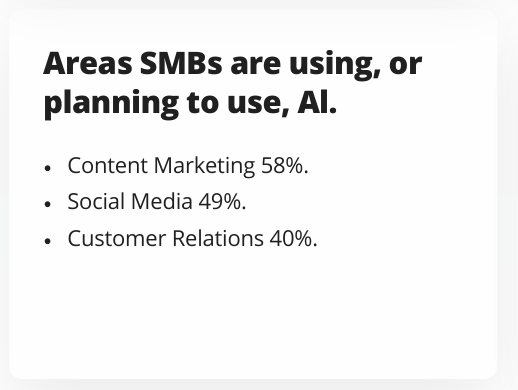 Areas SMBs are using, or
planning to use, AI.
• Content Marketing 58%.
• Social Media 49%.
• Customer Relations 40%.